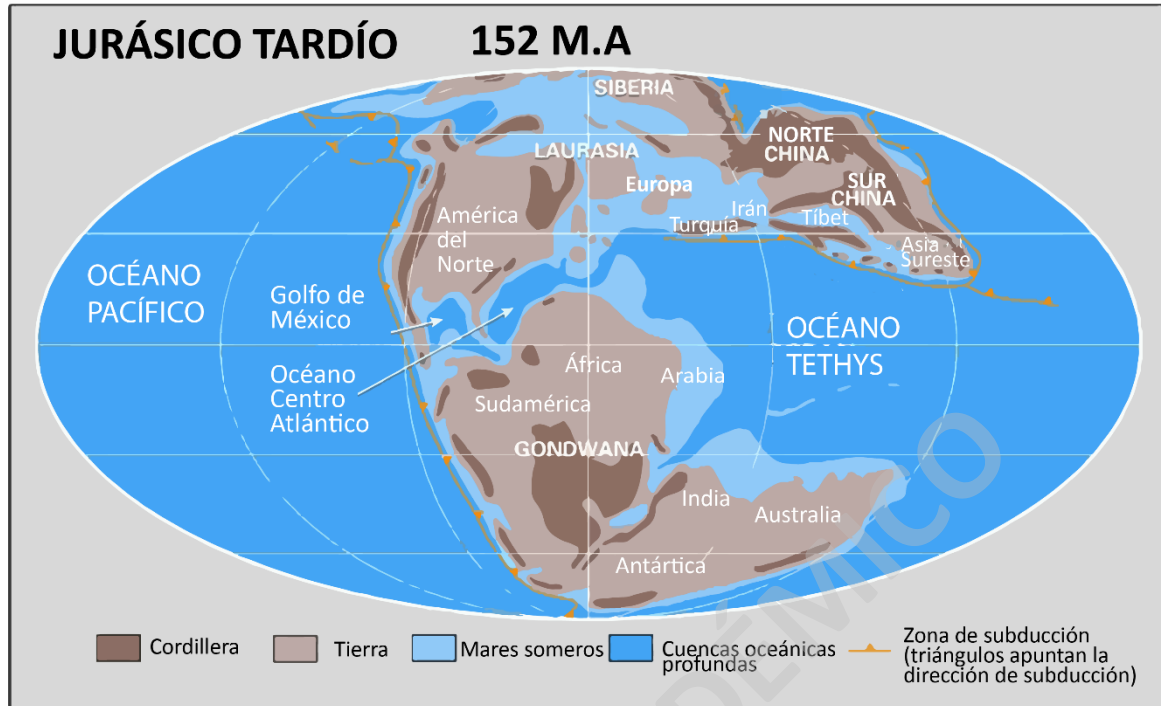 JURÁSICO TARDÍO 152 M.A
SIBERIA
NORTE
CHINA
LAURASIA
Europa
SUR
CHINA
Irán
Tíbet
Turquía
Asia
Sureste
América
del
Norte
OCÉANO
PACÍFICO
Golfo de
México
OCÉANO
TETHYS
Océano
Centro
Atlántico
África
Arabia
Sudamérica
GONDWANA
India
Australia
Antártica
DÉMICO
Cordillera
Tierra
Mares someros
Cuencas oceánicas
profundas
Zona de subducción
(triángulos apuntan la
dirección de subducción)